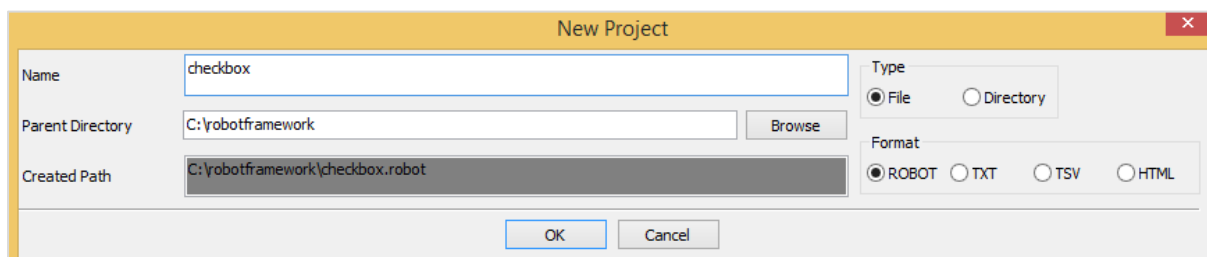 New Project
Name
checkbox
Parent Directory
C:\robotframework
Browse
Created Path
C:\robotframework\checkbox.robot
Type
File Directory
Format
ROBOT TXT TSV HTML
OK Cancel